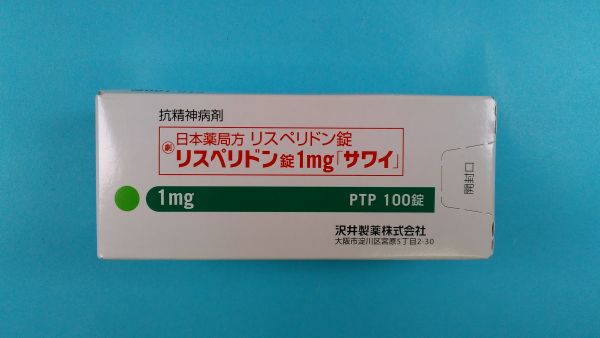 抗精神病剤
劇 日本薬局方 リスペリドン錠
リスペリドン錠1mg「サワイ」
1mg PTP 100錠
沢井製薬株式会社
大阪市淀川区宮原5丁目2-30
開封口